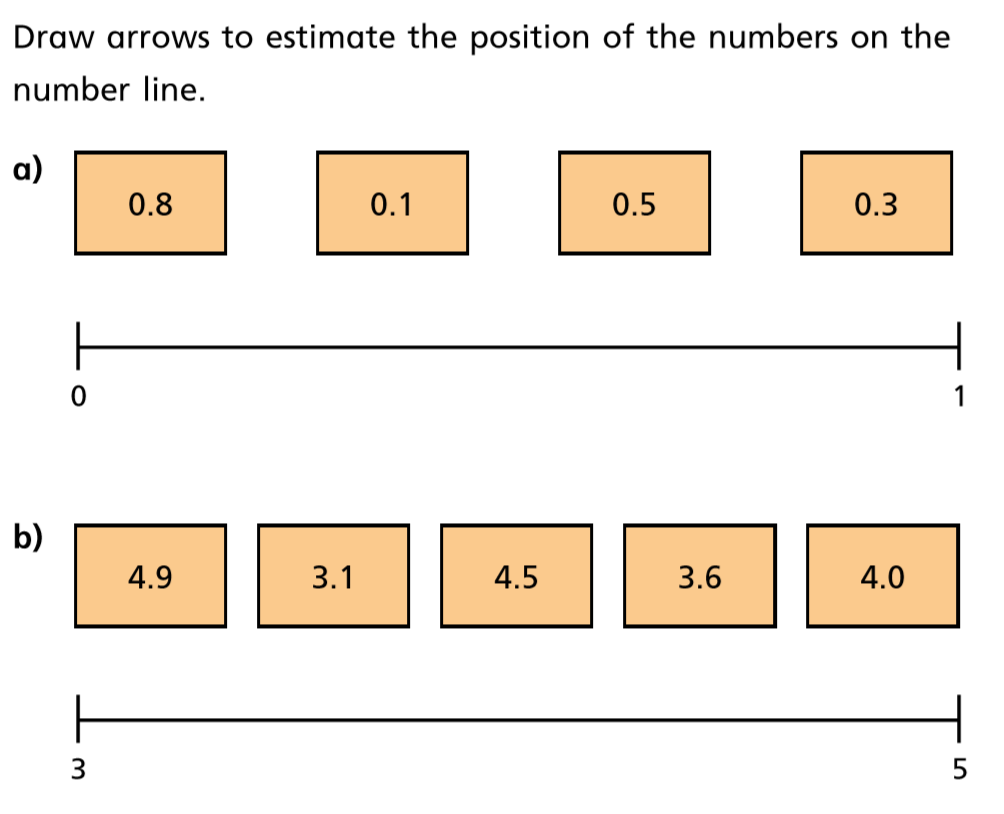 Draw arrows to estimate the position of the numbers on the
number line.
a) 0.8 0.1 0.5 0.3
0 1
b) 4.9 3.1 4.5 3.6 4.0
3 5